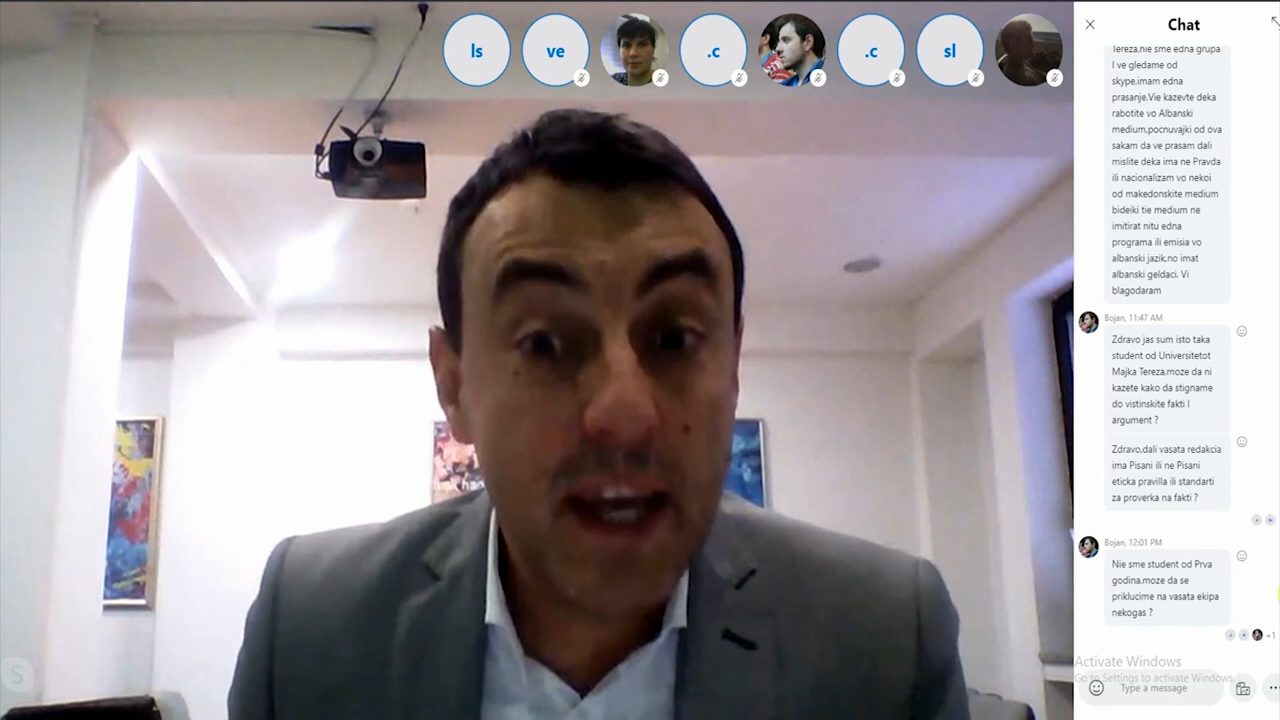 ls
ve
.c
.c
sl
Chat
Tereza,nie sme edna grupa
I ve gledame od
skype,imam edna
prasanje.Vie kazevte deka
rabotite vo Albanski
medium,pocnuvajki od ova
sakam da ve prasam dali
mislite deka ima ne Pravda
ili nacionalizam vo nekoi
od makedonskite medium
bideiki tie medium ne
imitirat nitu edna
programa ili emisia vo
albanski jazik,no imat
albanski geldaci. Vi
blagodaram
Bojan, 11:47 AM
Zdravo jas sum isto taka
student od Universitetot
Majka Tereza,moze da ni
kazete kako da stigname
do vistinskite fakti I
argument ?
Zdravo,dali vasata redakcia
ima Pisani ili ne Pisani
eticka pravilla ili standarti
za proverka na fakti ?
Bojan, 12:01 PM
Nie sme student od Prva
godina,moze da se
priklucime na vasata ekipa
nekogas ?
+1
Activate Windows
Go to Settings to activate Windows.
Type a message
S